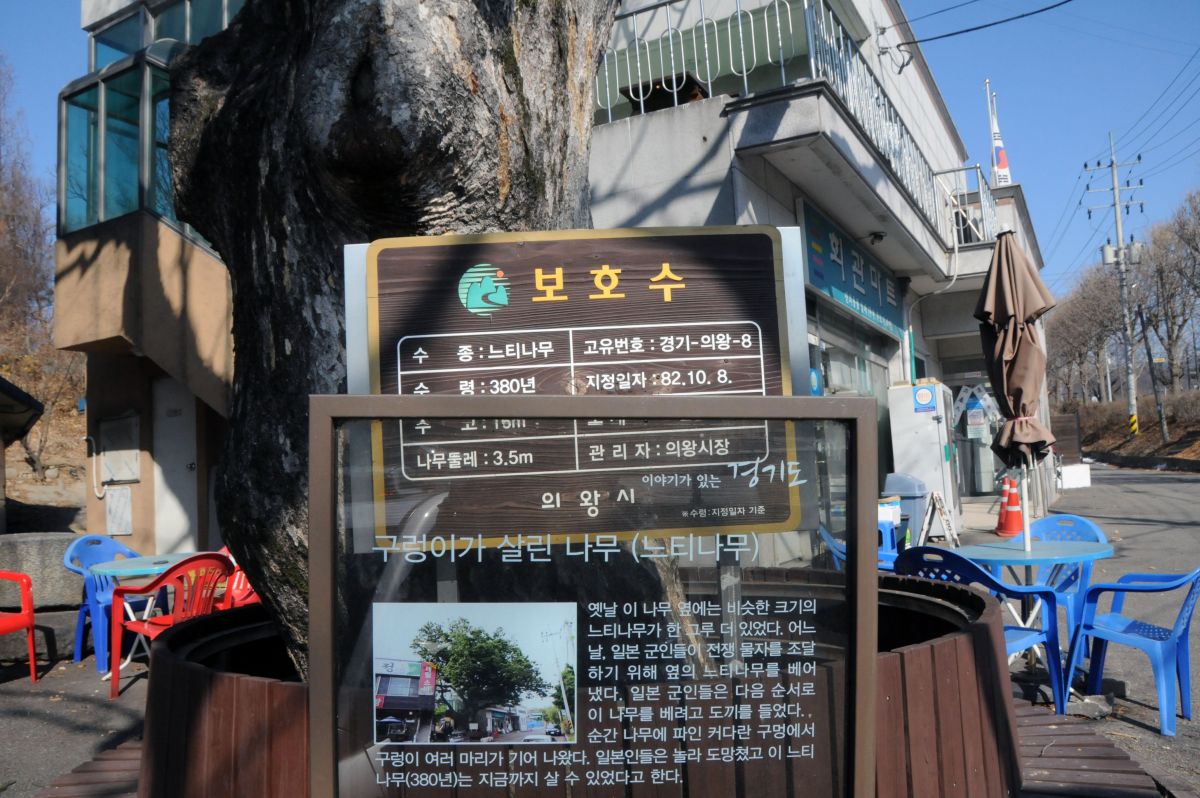 보호수
수 종 : 느티나무
고유번호 : 경기-의왕-8
수 령 : 380년
지정일자 : 82.10. 8.
수 고 : 16m
나무둘레 : 3.5m
관 리 자 : 의왕시장
이야기가 있는 경기도
의 왕 시
※수령:지정일자 기준
구렁이가 살린 나무 (느티나무)
옛날 이 나무 옆에는 비슷한 크기의
느티나무가 한 그루 더 있었다. 어느
날, 일본 군인들이 전쟁 물자를 조달
하기 위해 옆의 느티나무를 베어
냈다. 일본 군인들은 다음 순서로
이 나무를 베려고 도끼를 들었다.
순간 나무에 파인 커다란 구멍에서
구렁이 여러 마리가 기어 나왔다. 일본인들은 놀라 도망쳤고 이 느티
나무(380년)는 지금까지 살 수 있었다고 한다.
회관마트